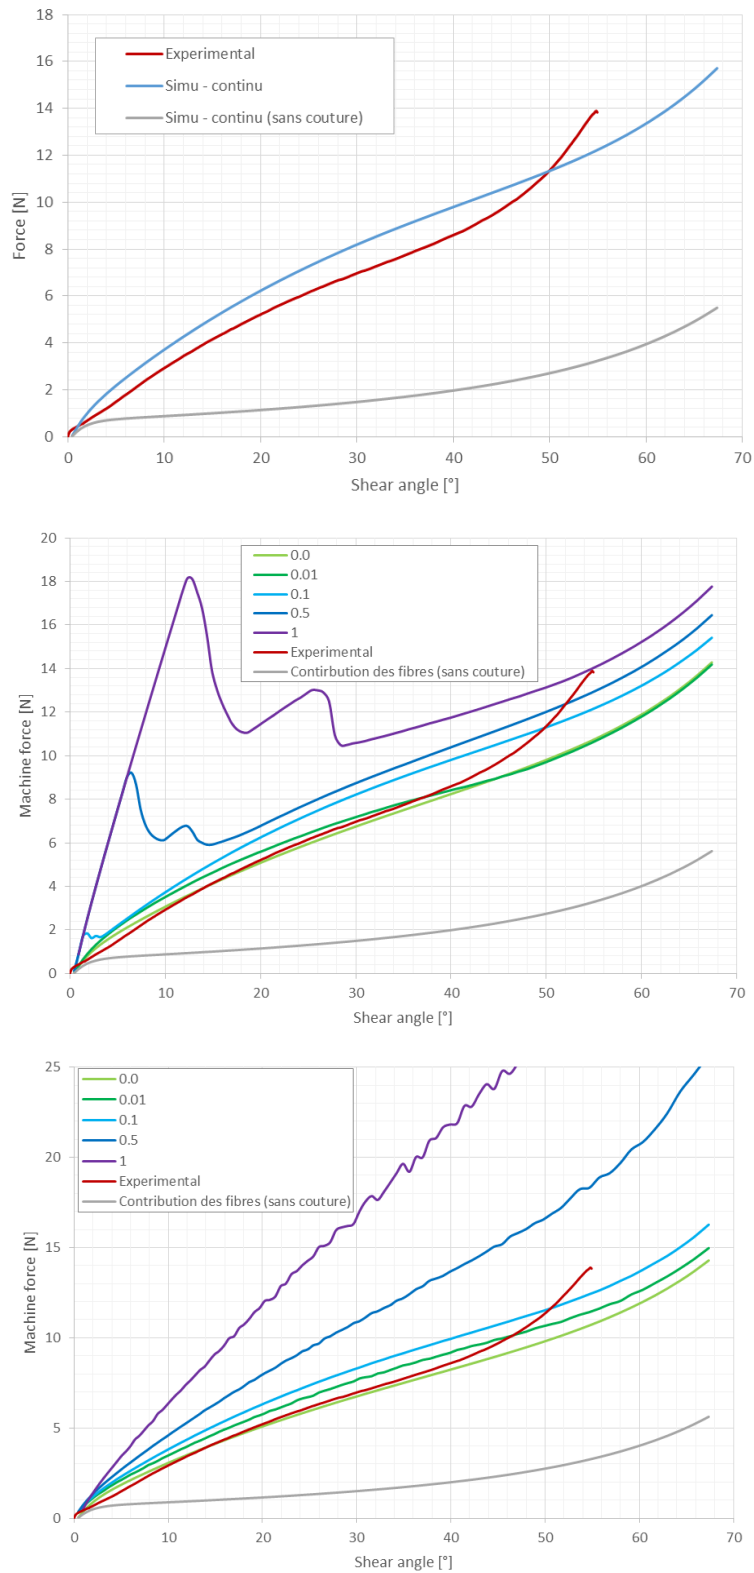 18
16
14
12
10
8
6
4
2
0
Force [N]
Experimental
Simu - continu
Simu - continu (sans couture)
0 10 20 30 40 50 60 70
Shear angle [°]
20
18
16
14
12
10
8
6
4
2
0
Machine force [N]
0.0
0.01
0.1
0.5
1
Experimental
Contirbution des fibres (sans couture)
0 10 20 30 40 50 60 70
Shear angle [°]
25
20
15
10
5
0
Machine force [N]
0.0
0.01
0.1
0.5
1
Experimental
Contribution des fibres (sans couture)
0 10 20 30 40 50 60 70
Shear angle [°]